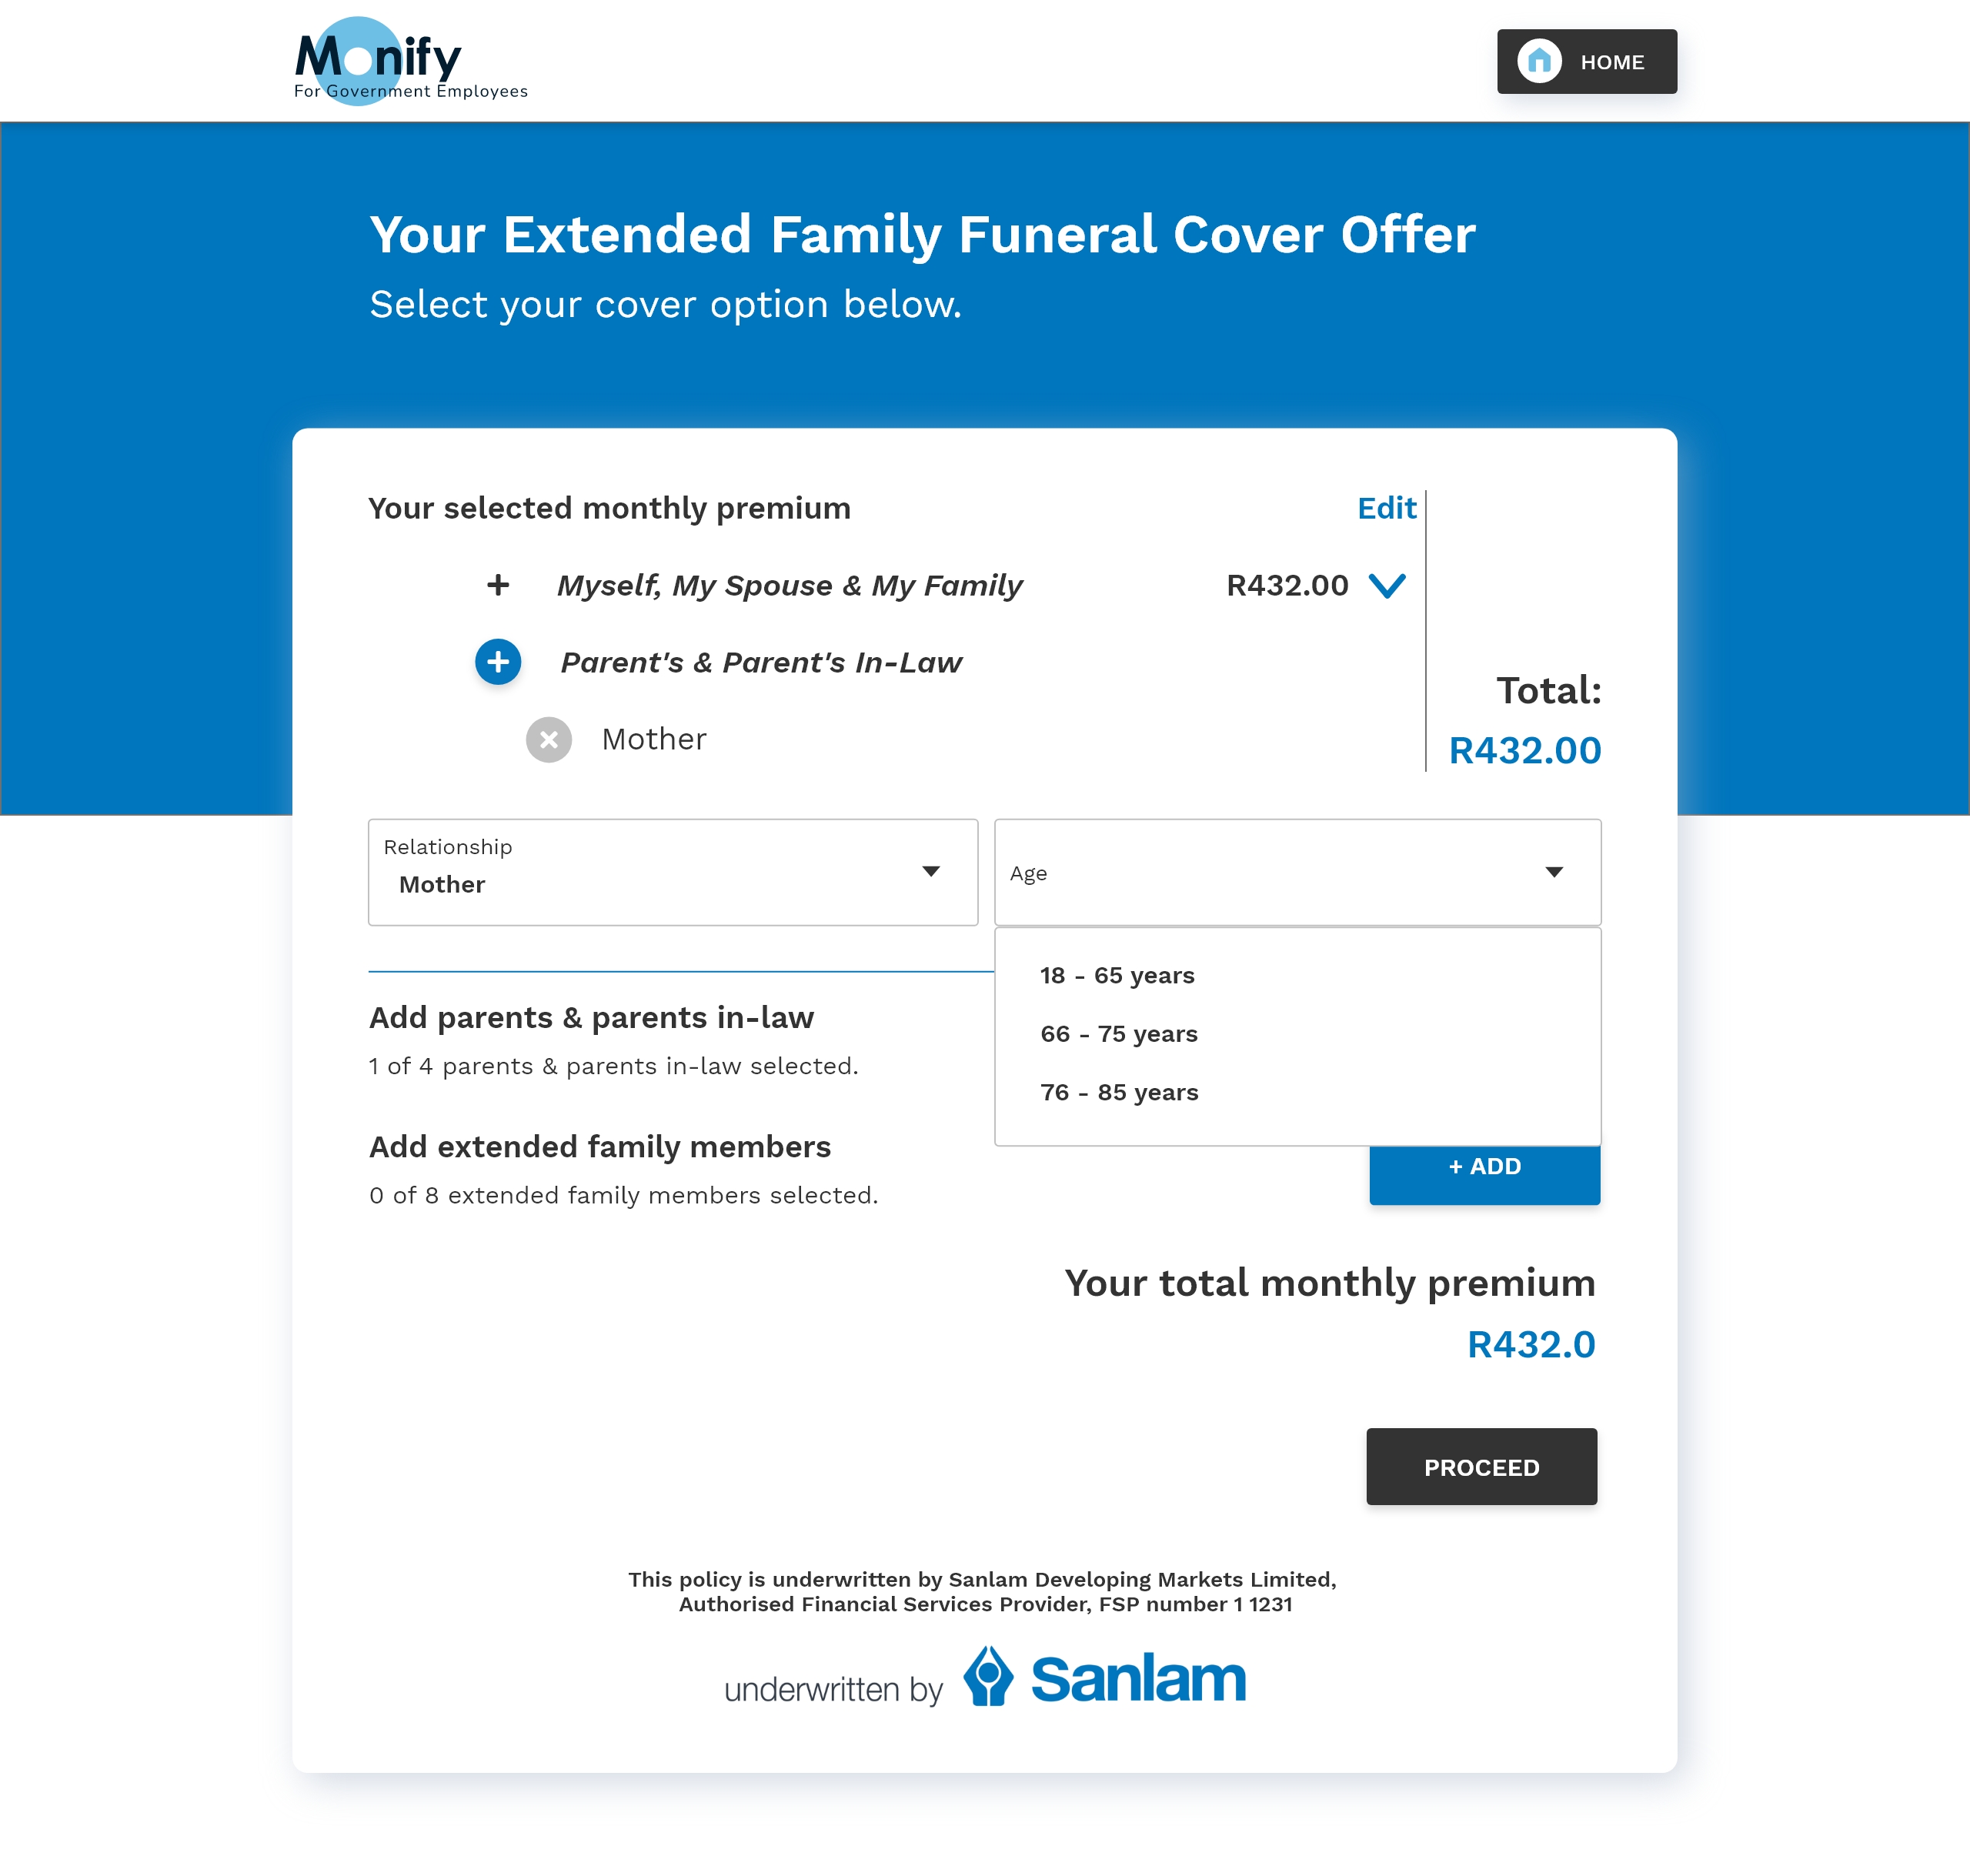 Monify
For Government Employees
HOME
Your Extended Family Funeral Cover Offer
Select your cover option below.
Your selected monthly premium
Edit
+ Myself, My Spouse & My Family
R432.00
+ Parent's & Parent's In-Law
Mother
Total:
R432.00
Relationship
Mother
Age
18 - 65 years
66 - 75 years
76 - 85 years
Add parents & parents in-law
1 of 4 parents & parents in-law selected.
Add extended family members
0 of 8 extended family members selected.
+ ADD
Your total monthly premium
R432.0
PROCEED
This policy is underwritten by Sanlam Developing Markets Limited,
Authorised Financial Services Provider, FSP number 1 1231
underwritten by Sanlam